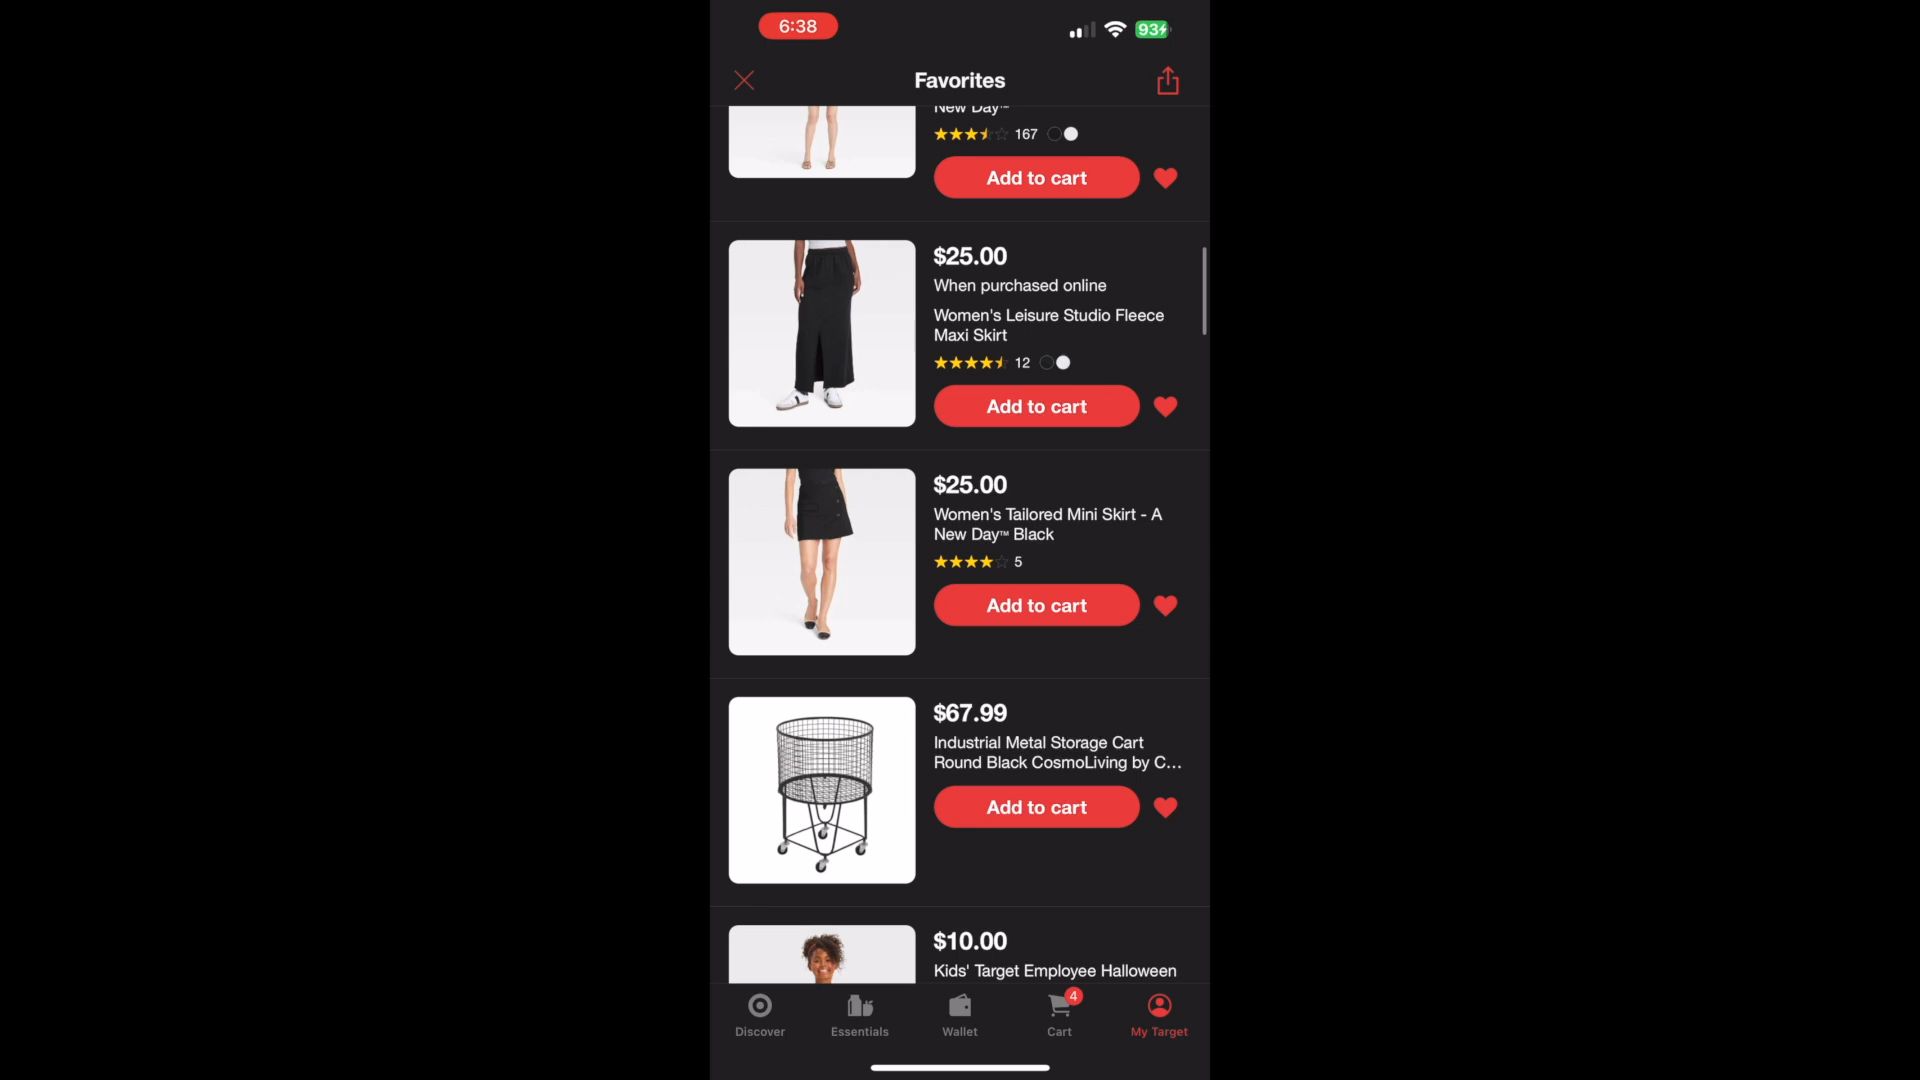 6:38
93
Favorites
New Day™
167
Add to cart
$25.00
When purchased online
Women's Leisure Studio Fleece
Maxi Skirt
12
Add to cart
$25.00
Women's Tailored Mini Skirt - A
New Day™ Black
5
Add to cart
$67.99
Industrial Metal Storage Cart
Round Black CosmoLiving by C...
Add to cart
$10.00
Kids' Target Employee Halloween
Discover
Essentials
Wallet
4
Cart
My Target